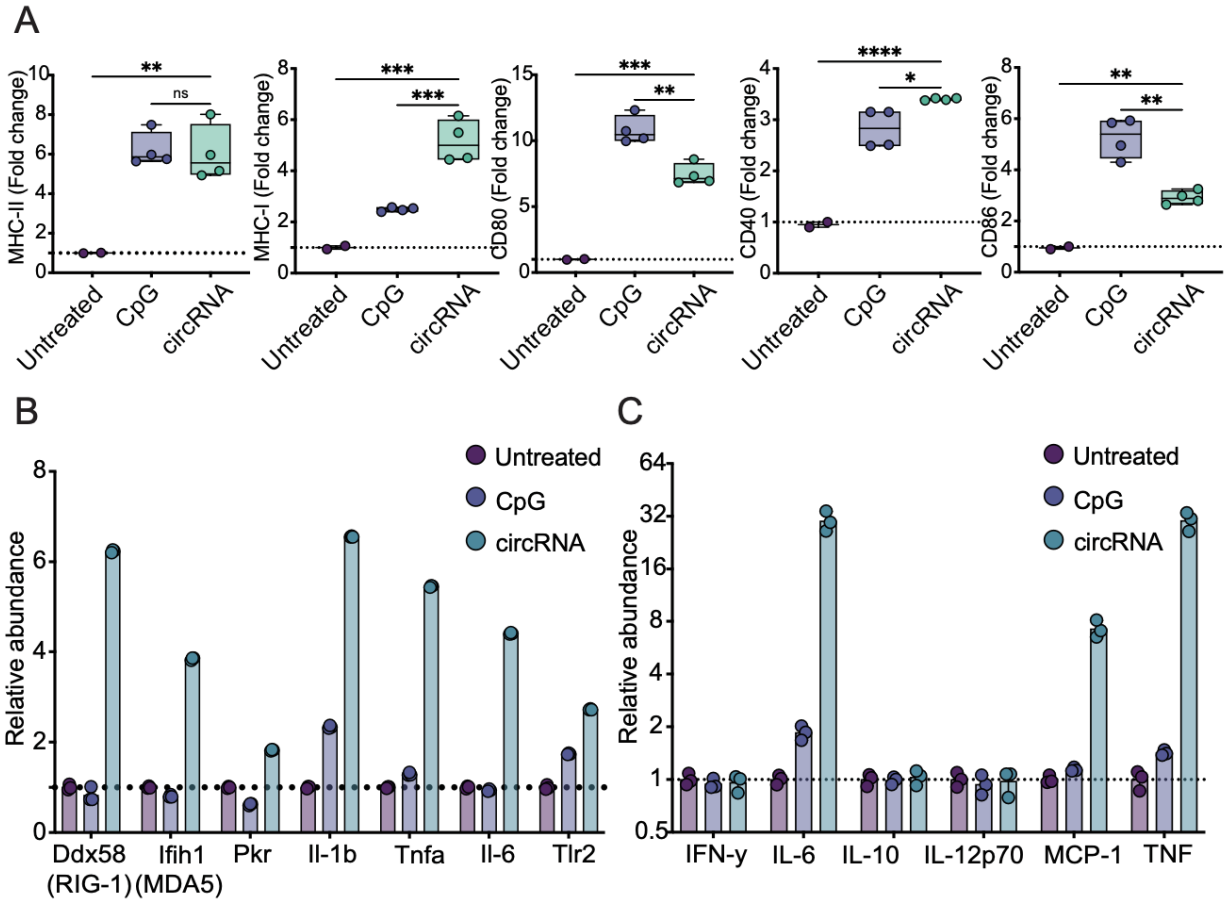 A
** 
ns
MHC-II (Fold change)
10
8
6
4
2
0
Untreated
CpG
circRNA
***
***
MHC-I (Fold change)
8
6
4
2
0
Untreated
CpG
circRNA
***
**
CD80 (Fold change)
15
10
5
0
Untreated
CpG
circRNA
****
*
CD40 (Fold change)
4
3
2
1
0
Untreated
CpG
circRNA
**
**
CD86 (Fold change)
8
6
4
2
0
Untreated
CpG
circRNA
B
Untreated
CpG
circRNA
Relative abundance
8
6
4
2
0
Ddx58 Ifih1 Pkr Il-1b Tnfa Il-6 Tlr2
(RIG-1) (MDA5)
C
Untreated
CpG
circRNA
Relative abundance
64
32
16
8
4
2
1
0.5
IFN-y IL-6 IL-10 IL-12p70 MCP-1 TNF